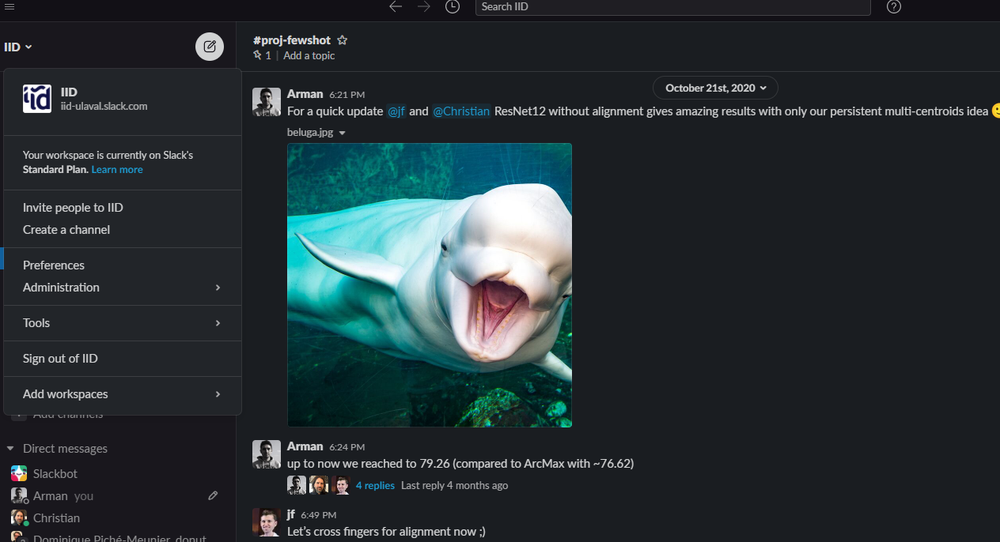 Search IID
IID
IID
iid-ulaval.slack.com
Your workspace is currently on Slack's
Standard Plan. Learn more
Invite people to IID
Create a channel
Preferences
Administration
Tools
Sign out of IID
Add workspaces
Add channels
Direct messages
Slackbot
Arman you
Christian
Dominique Piché-Meunier, donut
#proj-fewshot
1 | Add a topic
October 21st, 2020
Arman 6:21 PM
For a quick update @jf and @Christian ResNet12 without alignment gives amazing results with only our persistent multi-centroids idea
beluga.jpg
Arman 6:24 PM
up to now we reached to 79.26 (compared to ArcMax with ~76.62)
4 replies Last reply 4 months ago
jf 6:49 PM
Let's cross fingers for alignment now ;)